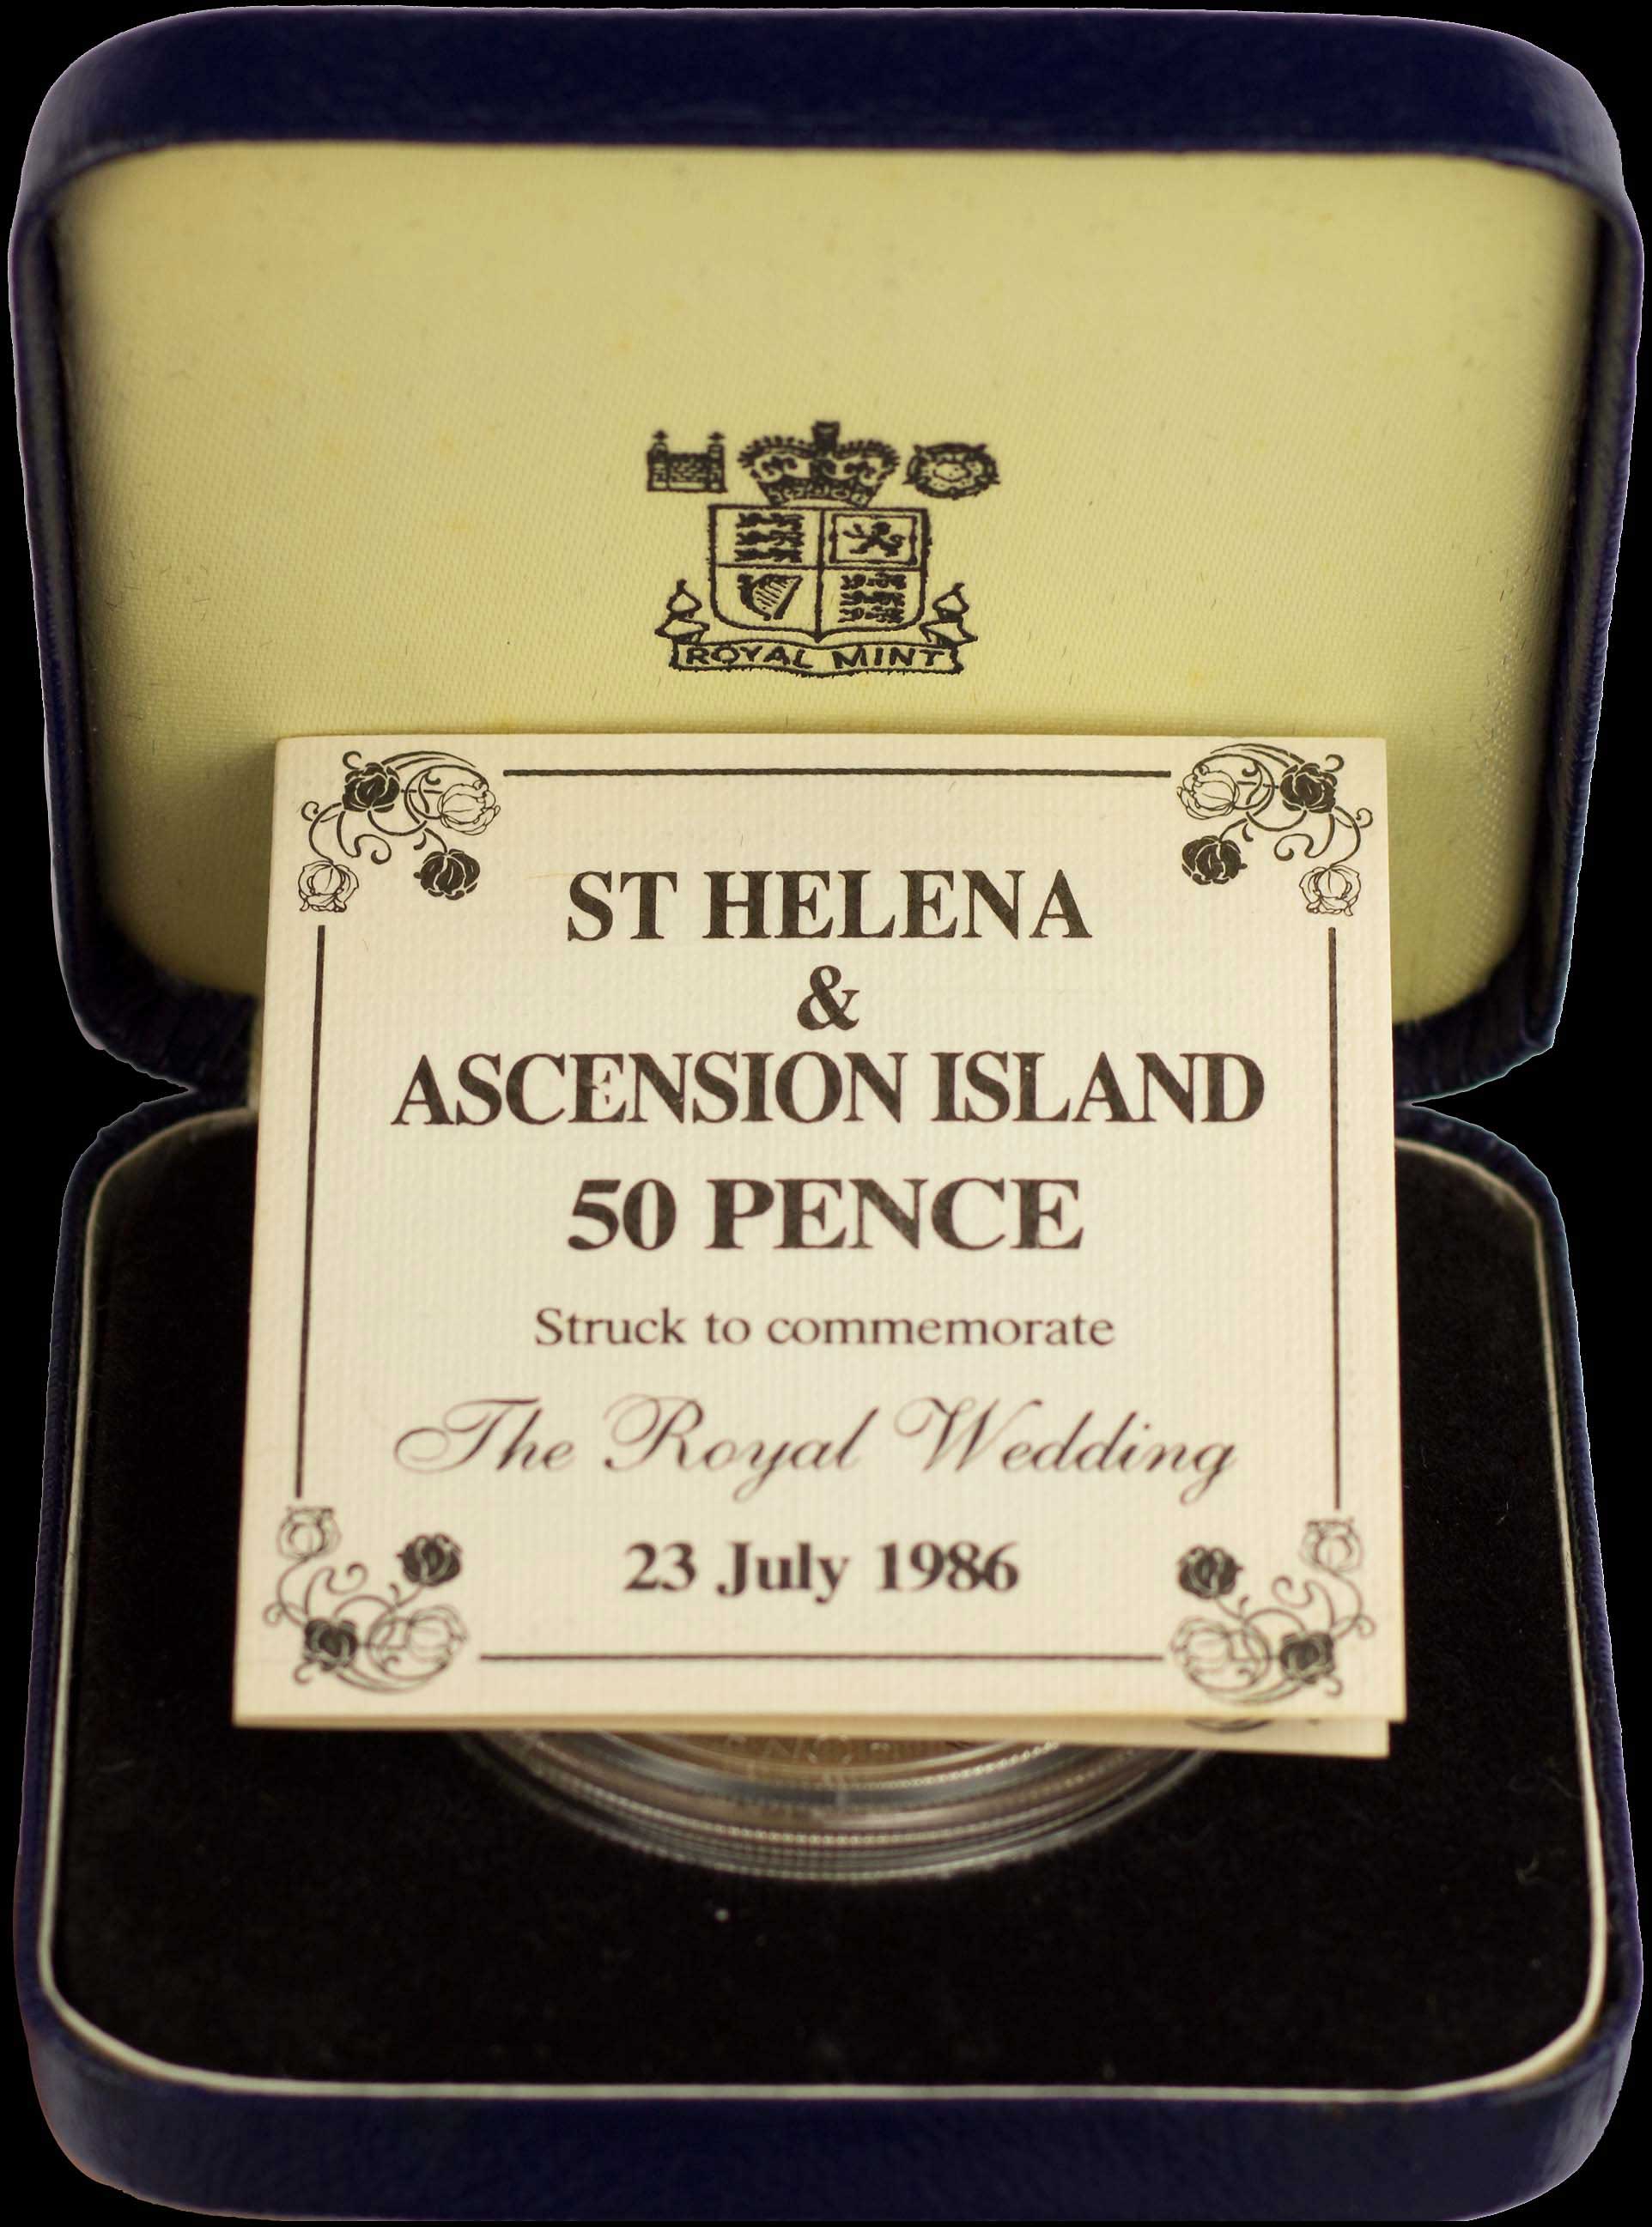 ROYAL MINT
ST HELENA
&
ASCENSION ISLAND
50 PENCE
Struck to commemorate
The Royal Wedding
23 July 1986